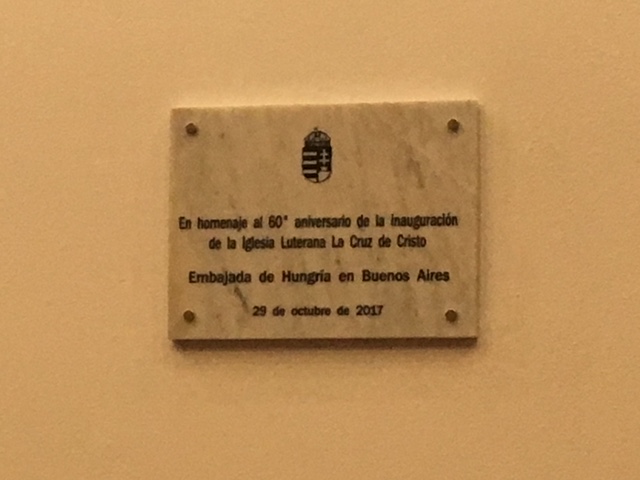 En homenaje al 60° aniversario de la inauguración
de la Iglesia Luterana La Cruz de Cristo
Embajada de Hungría en Buenos Aires
29 de octubre de 2017